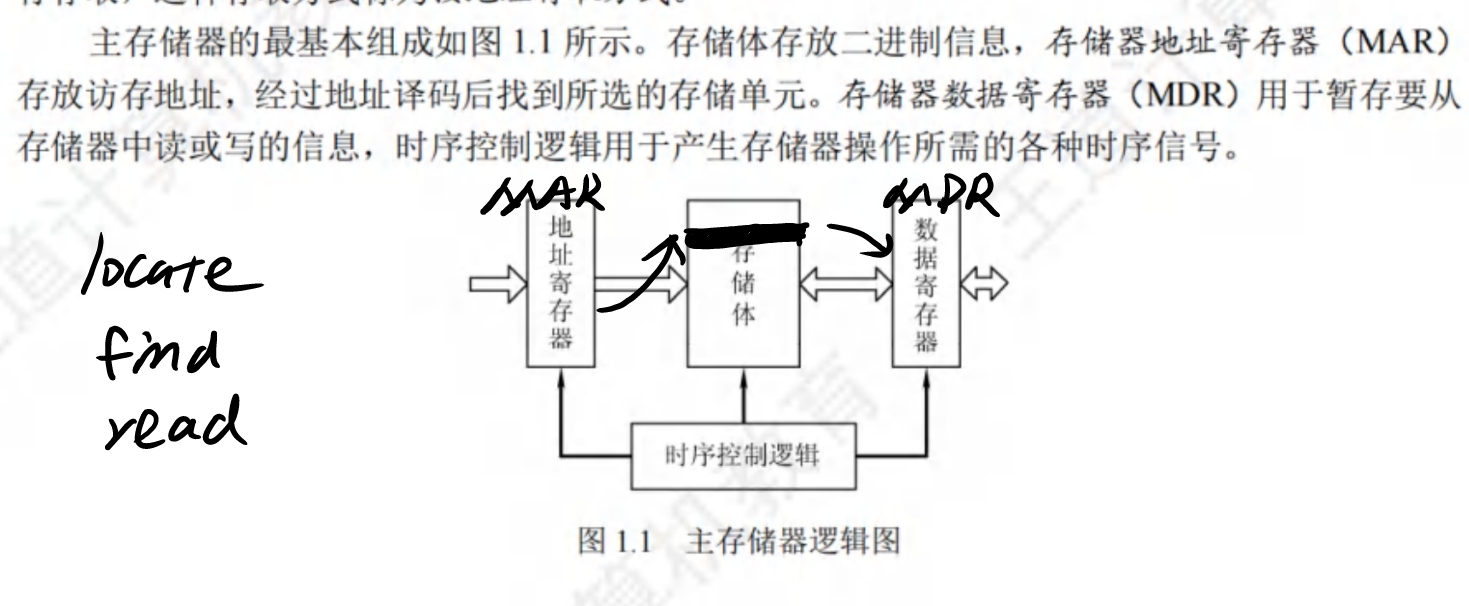 主存储器的最基本组成如图 1.1 所示。存储体存放二进制信息，存储器地址寄存器（MAR）
存放访存地址，经过地址译码后找到所选的存储单元。存储器数据寄存器（MDR）用于暂存要从
存储器中读或写的信息，时序控制逻辑用于产生存储器操作所需的各种时序信号。
MAR
MDR
地址寄存器
存储体
数据寄存器
locate
find
read
时序控制逻辑
图 1.1 主存储器逻辑图